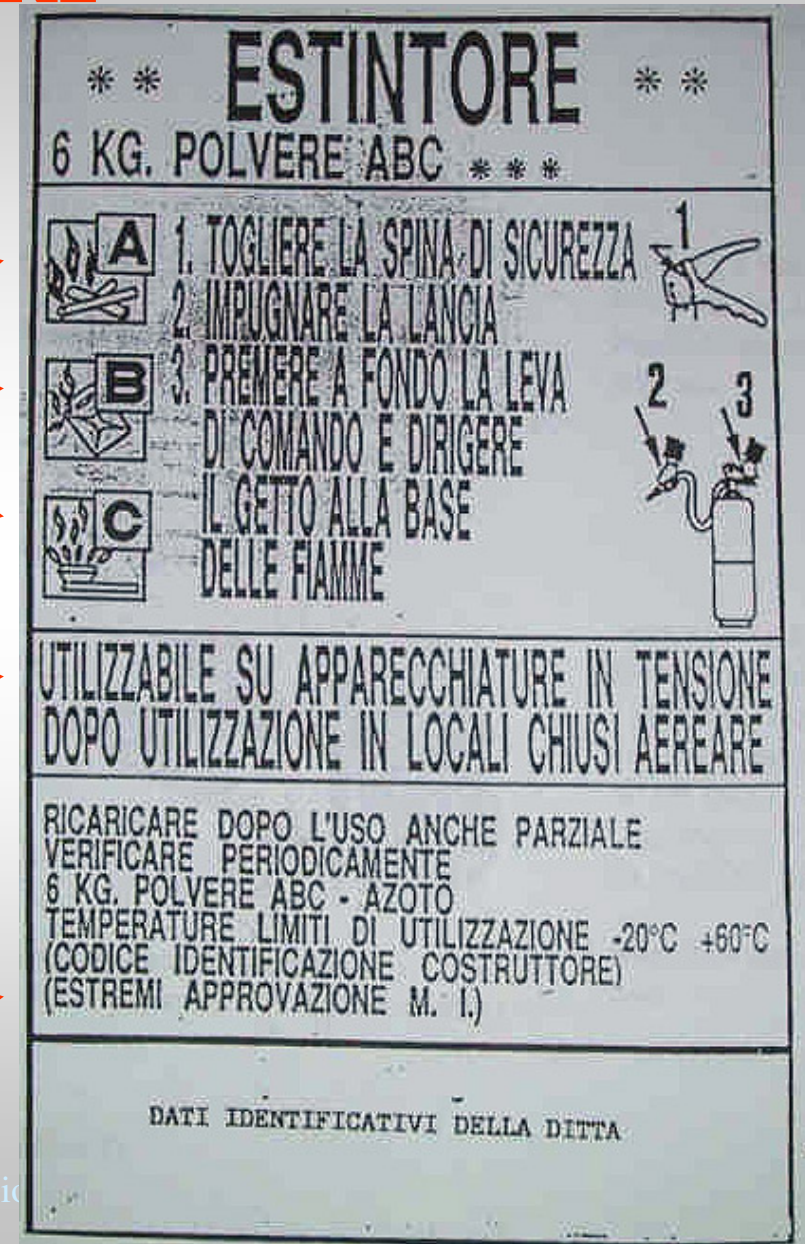 ** ESTINTORE **
6 KG. POLVERE ABC ***
A
1. TOGLIERE LA SPINA DI SICUREZZA
1
2. IMPUGNARE LA LANCIA
B
3. PREMERE A FONDO LA LEVA
2 3
DI COMANDO E DIRIGERE
C
IL GETTO ALLA BASE
DELLE FIAMME
UTILIZZABILE SU APPARECCHIATURE IN TENSIONE
DOPO UTILIZZAZIONE IN LOCALI CHIUSI AEREARE
RICARICARE DOPO L'USO ANCHE PARZIALE
VERIFICARE PERIODICAMENTE
6 KG. POLVERE ABC - AZOTO
TEMPERATURE LIMITI DI UTILIZZAZIONE -20°C +60°C
(CODICE IDENTIFICAZIONE COSTRUTTORE)
(ESTREMI APPROVAZIONE M. I.)
DATI IDENTIFICATIVI DELLA DITTA